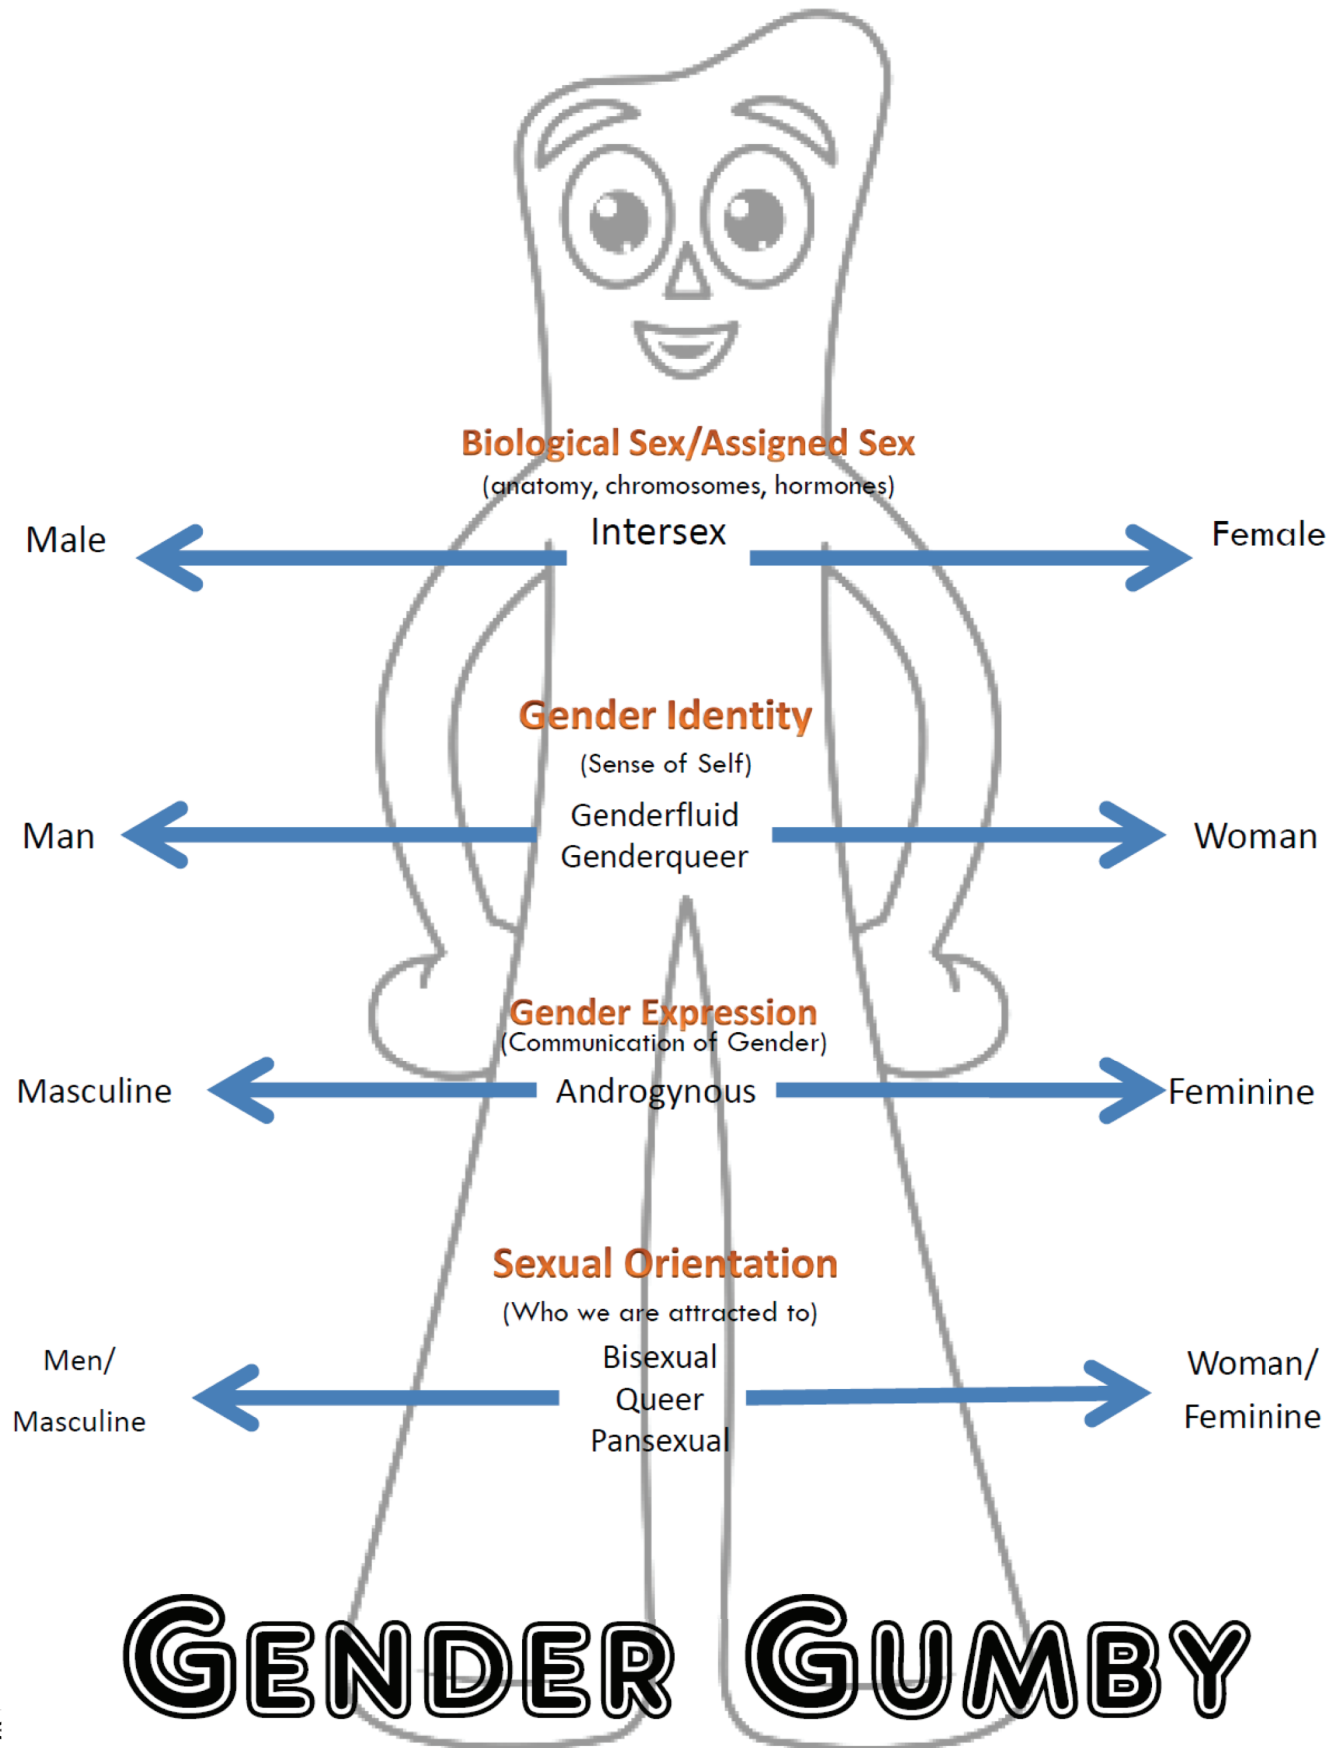 Biological Sex/Assigned Sex
(anatomy, chromosomes, hormones)
Male
Intersex
Female
Gender Identity
(Sense of Self)
Man
Genderfluid
Genderqueer
Woman
Gender Expression
(Communication of Gender)
Masculine
Androgynous
Feminine
Sexual Orientation
(Who we are attracted to)
Men/
Masculine
Bisexual
Queer
Pansexual
Woman/
Feminine
GENDER GUMBY